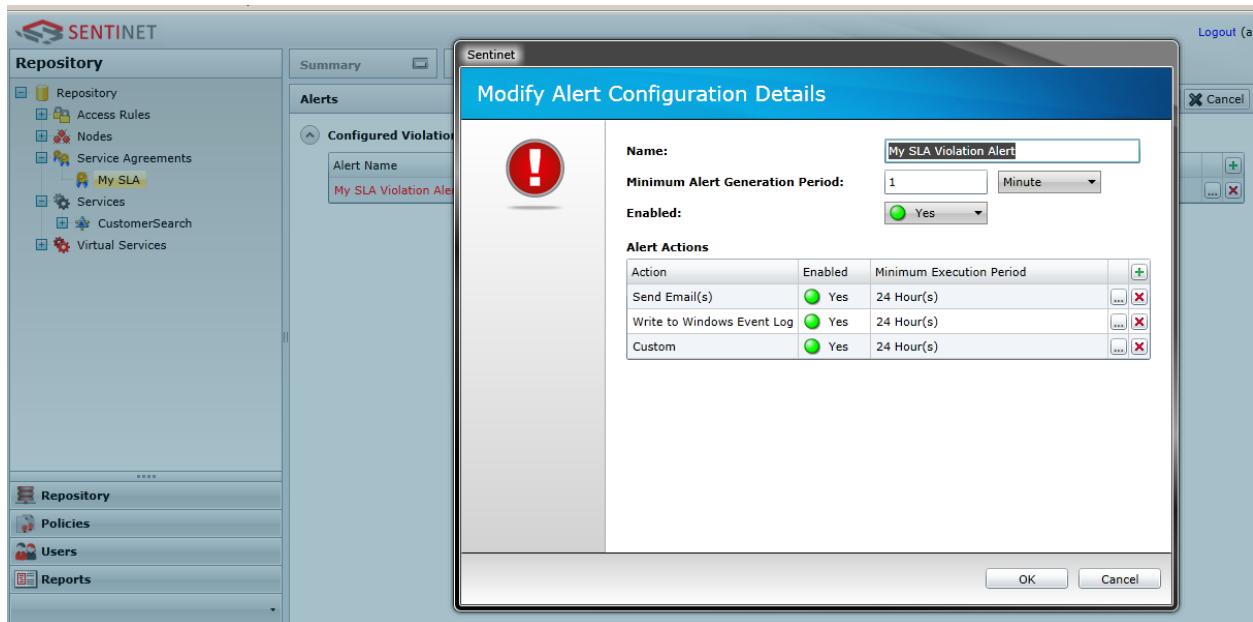 SENTINET
Logout (a
Repository
Summary
Repository
Access Rules
Nodes
Service Agreements
My SLA
Services
CustomerSearch
Virtual Services
Repository
Policies
Users
Reports
Alerts
Cancel
Configured Violation
Alert Name
My SLA Violation Ale
Sentinet
Modify Alert Configuration Details
Name: My SLA Violation Alert
Minimum Alert Generation Period: 1 Minute
Enabled: Yes
Alert Actions
Action Enabled Minimum Execution Period
Send Email(s) Yes 24 Hour(s)
Write to Windows Event Log Yes 24 Hour(s)
Custom Yes 24 Hour(s)
OK Cancel